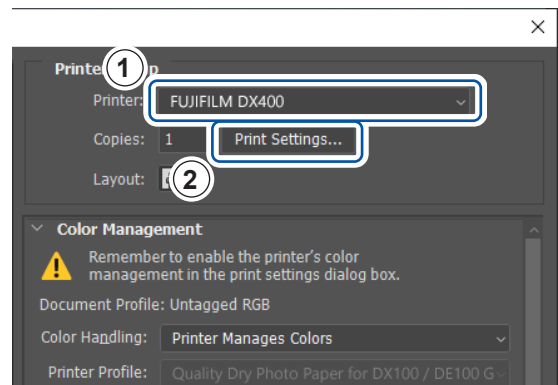 1
Printer:
FUJIFILM DX400
Copies:
1
Print Settings...
Layout:
2
Color Management
Remember to enable the printer's color
management in the print settings dialog box.
Document Profile: Untagged RGB
Color Handling:
Printer Manages Colors
Printer Profile:
Quality Dry Photo Paper for DX100 / DE100 G